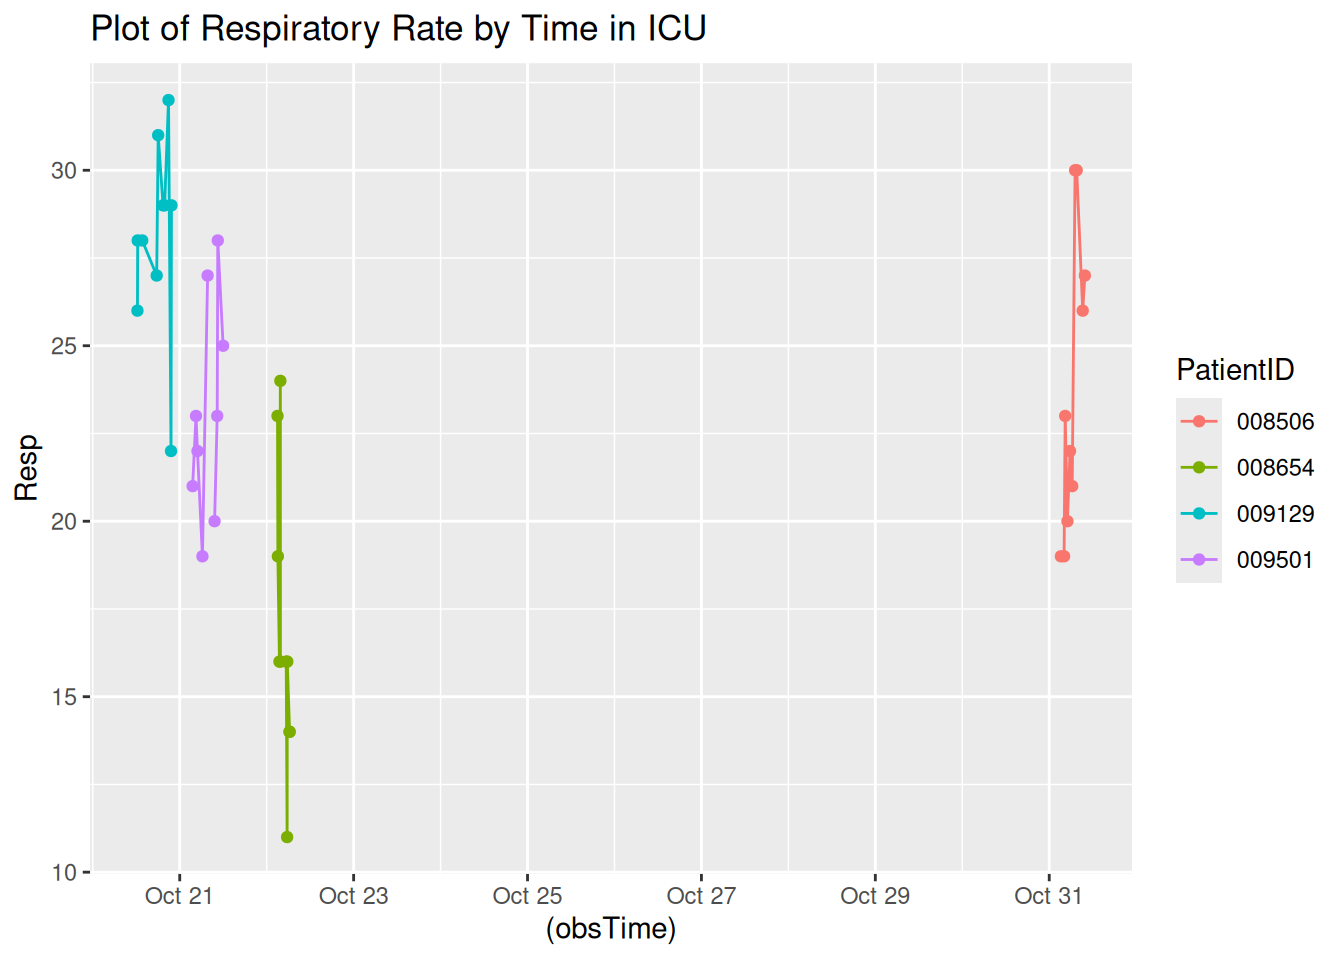 Plot of Respiratory Rate by Time in ICU
Resp
30
25
20
15
10
Oct 21 Oct 23 Oct 25 Oct 27 Oct 29 Oct 31
(obsTime)
PatientID
008506
008654
009129
009501